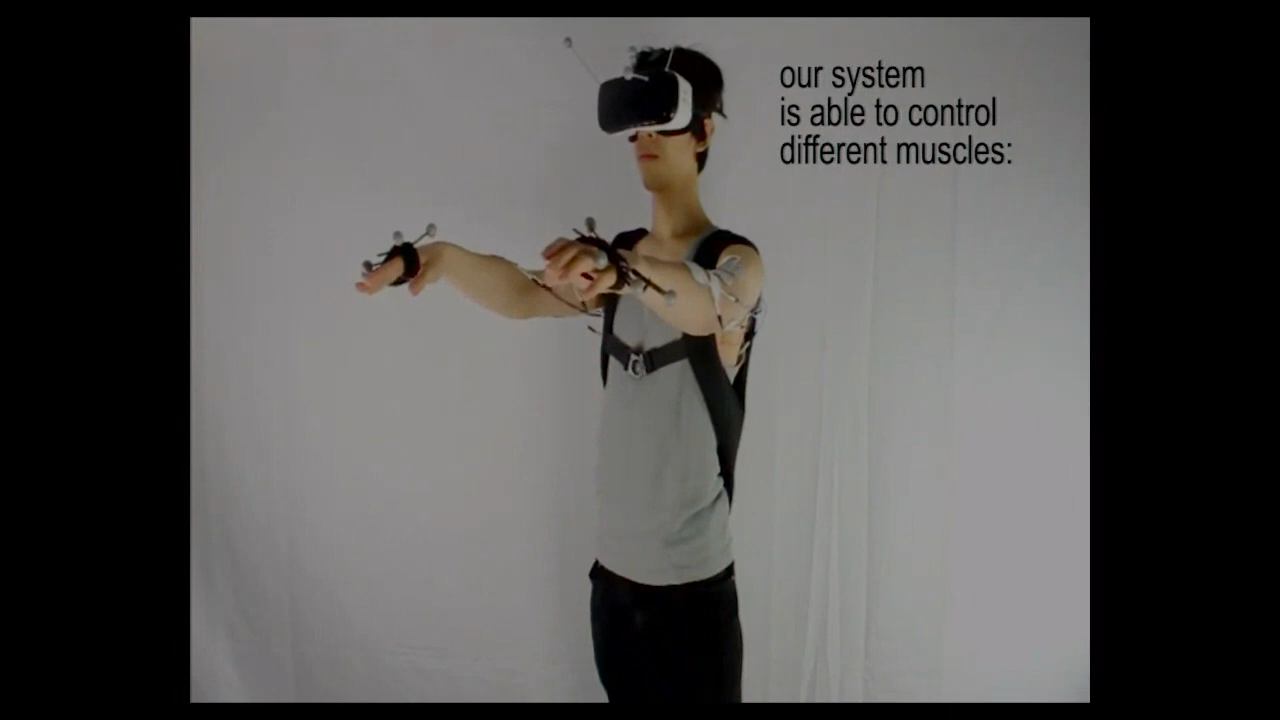 our system
is able to control
different muscles: